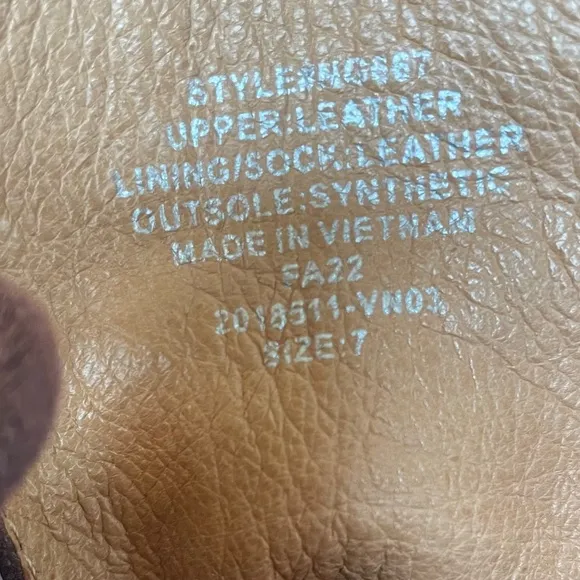 UPPER:LEATHER
LINING/SOCK:LEATHER
OUTSOLE:SYNTHETIC
MADE IN VIETNAM
FA22
SIZE:7